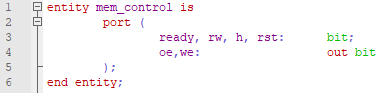 1 entity mem_control is
2 port (
3 ready, rw, h, rst: bit;
4 oe,we: out bit
5 );
6 end entity;